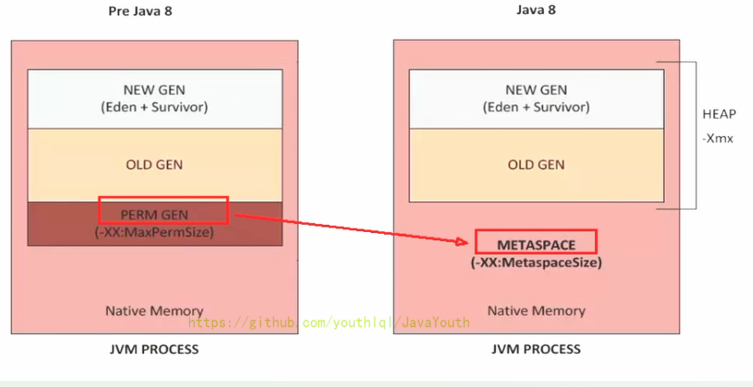 Pre Java 8
Java 8
NEW GEN
(Eden + Survivor)
OLD GEN
PERM GEN
(-XX:MaxPermSize)
Native Memory
JVM PROCESS
NEW GEN
(Eden + Survivor)
OLD GEN
HEAP
-Xmx
METASPACE
(-XX:MetaspaceSize)
Native Memory
https://github.com/youthlql/JavaYouth
JVM PROCESS